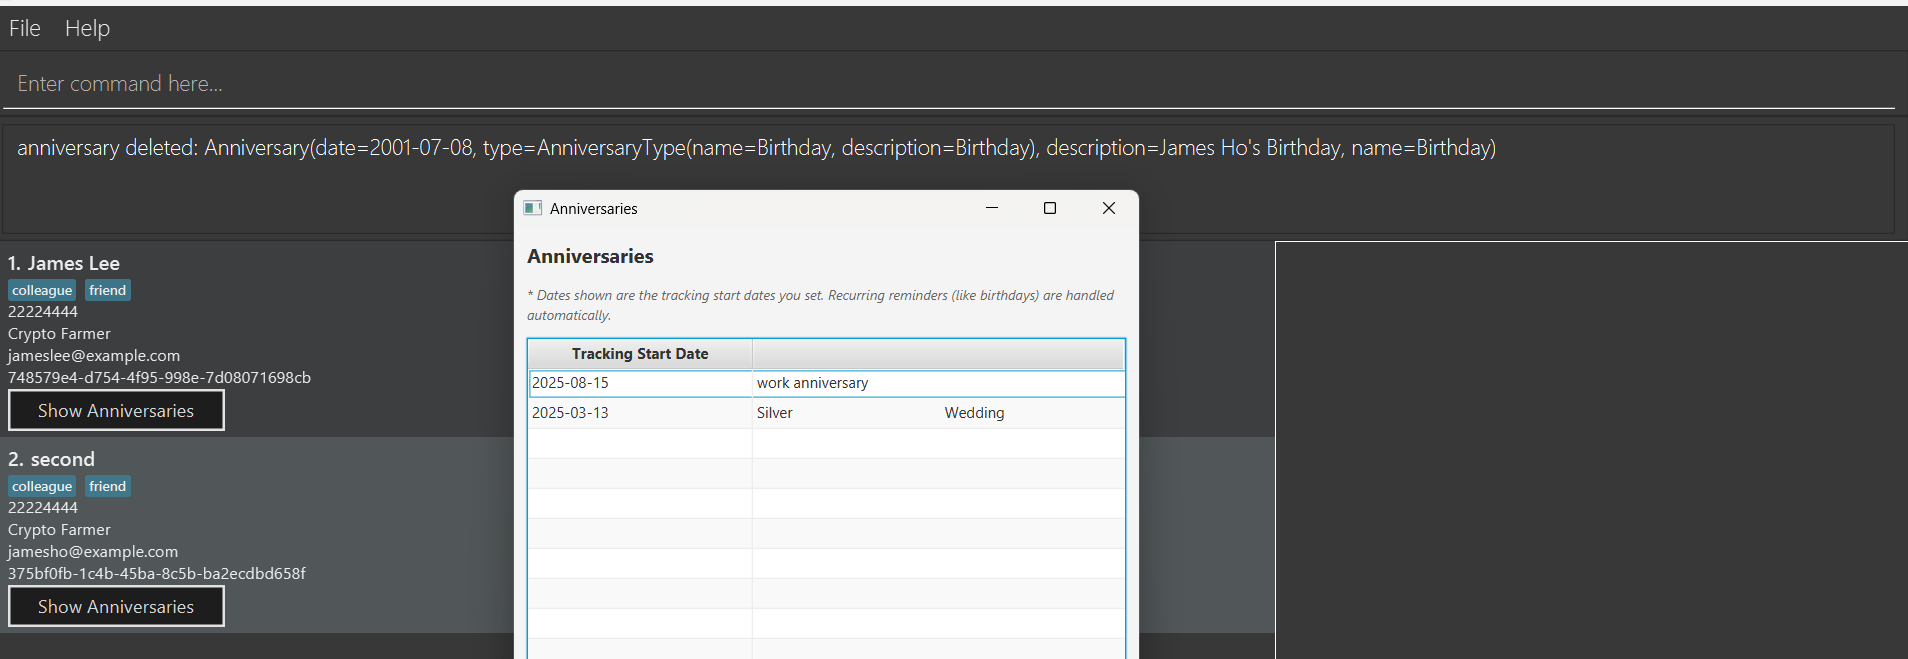 File Help
Enter command here...
anniversary deleted: Anniversary(date=2001-07-08, type=AnniversaryType(name=Birthday, description=Birthday), description=James Ho's Birthday, name=Birthday)
1. James Lee
colleague friend
22224444
Crypto Farmer
jameslee@example.com
748579e4-d754-4f95-998e-7d08071698cb
Show Anniversaries
2. second
colleague friend
22224444
Crypto Farmer
jamesho@example.com
375bf0fb-1c4b-45ba-8c5b-ba2ecdbd658f
Show Anniversaries
Anniversaries
Anniversaries
* Dates shown are the tracking start dates you set. Recurring reminders (like birthdays) are handled
automatically.
Tracking Start Date
2025-08-15 work anniversary
2025-03-13 Silver Wedding